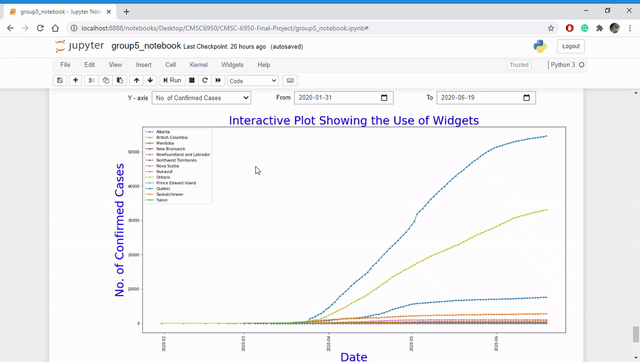 group5_notebook - Jupyter Notel
localhost:8888/notebooks/Desktop/CMSC6950/CMSC-6950-Final-Project/group5_notebook.ipynb#
jupyter group5_notebook Last Checkpoint: 20 hours ago (autosaved)
Logout
File Edit View Insert Cell Kernel Widgets Help
Trusted Python 3
Run Code
Y - axis No. of Confirmed Cases From 2020-01-31 To 2020-06-19
Interactive Plot Showing the Use of Widgets
Alberta
British Columbia
Manitoba
New Brunswick
Newfoundland and Labrador
Northwest Territories
Nova Scotia
Nunavut
Ontario
Prince Edward Island
Quebec
Saskatchewan
Yukon
No. of Confirmed Cases
50000
40000
30000
20000
10000
0
2020-02
2020-03
2020-04
2020-05
2020-06
Date